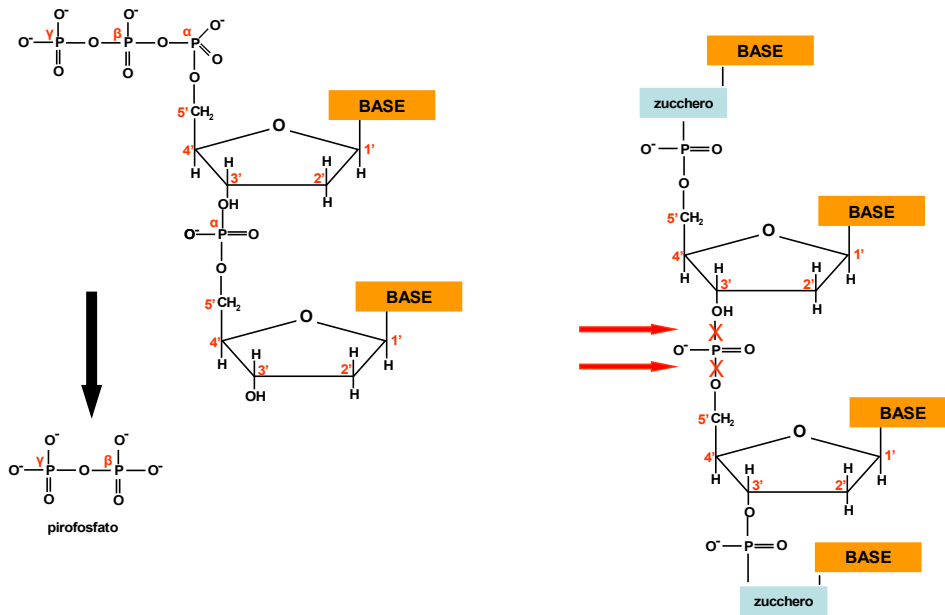 O⁻ O⁻ O⁻
γ β α
O⁻ P O P O P
O O O
O
5' CH₂
BASE
O
4' 1'
H H H H
3' 2'
OH H
α
O⁻ P O
O
5' CH₂
BASE
O
4' 1'
H H H H
3' 2'
OH H
O⁻ O⁻
γ β
O⁻ P O P O⁻
O O
pirofosfato
BASE
zucchero
O⁻ P O
O
5' CH₂
BASE
O
4' 1'
H H H H
3' 2'
OH H
X
O⁻ P O
X
O
5' CH₂
BASE
O
4' 1'
H H H H
3' 2'
O H
O⁻ P O
BASE
zucchero